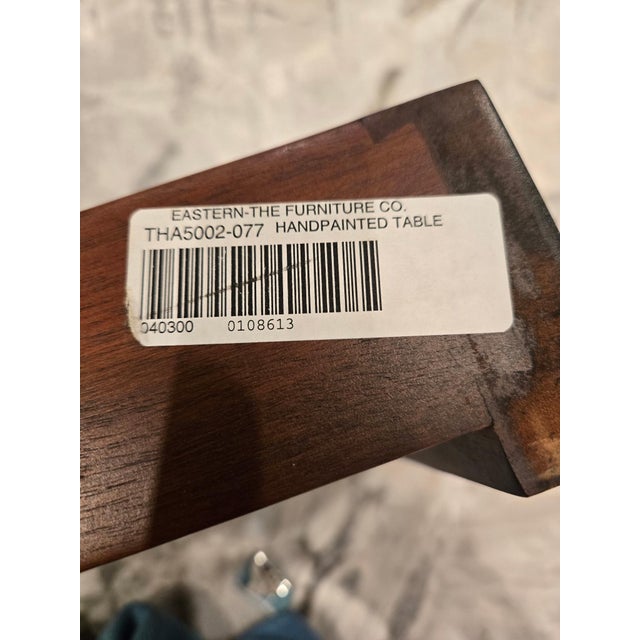 EASTERN-THE FURNITURE CO.
THA5002-077 HANDPAINTED TABLE
040300 0108613